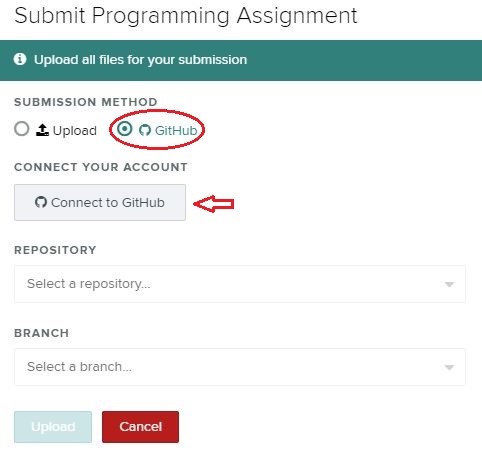 Submit Programming Assignment
Upload all files for your submission
SUBMISSION METHOD
Upload GitHub
CONNECT YOUR ACCOUNT
Connect to GitHub
REPOSITORY
Select a repository...
BRANCH
Select a branch...
Upload Cancel